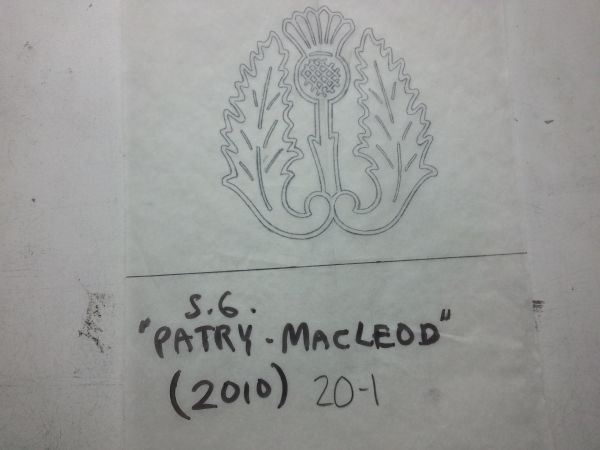 S.G.
"PATRY-MACLEOD"
(2010) 20-1